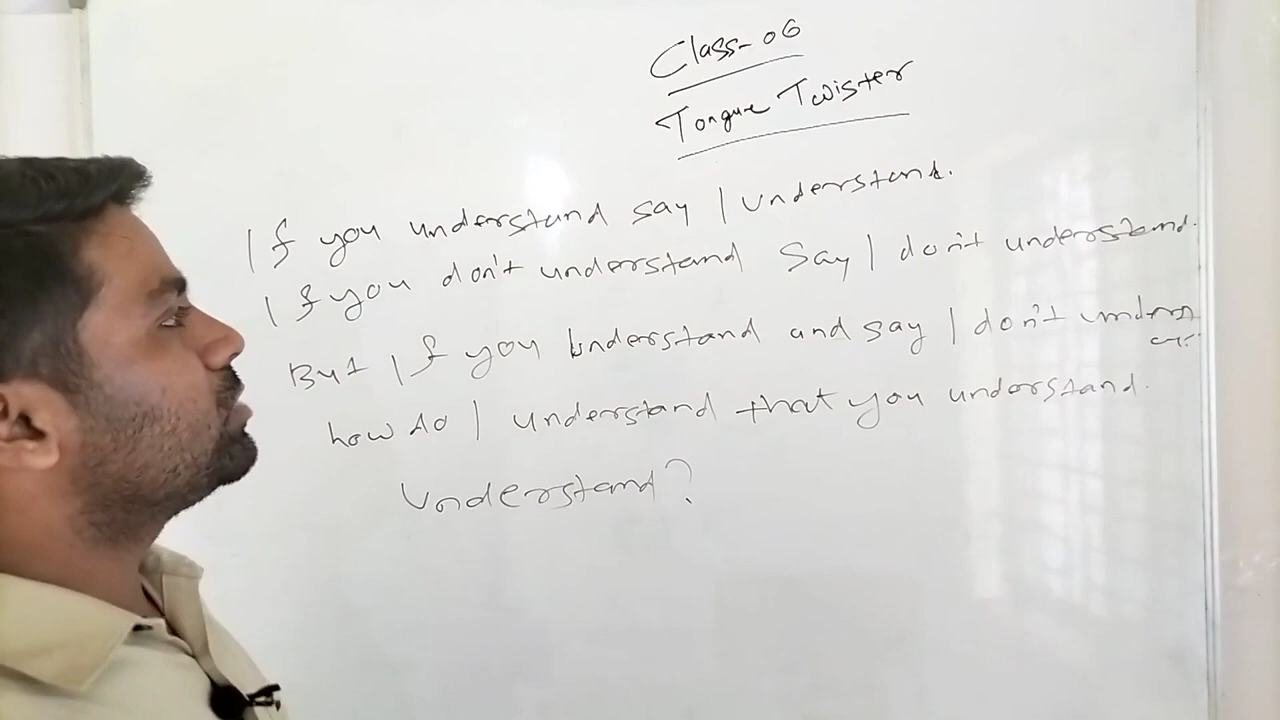 Class-06
Tongue Twister
If you understand say I understand.
If you don't understand Say I don't understand.
But If you understand and say I don't underst
how do I understand that you understand.
Understand?